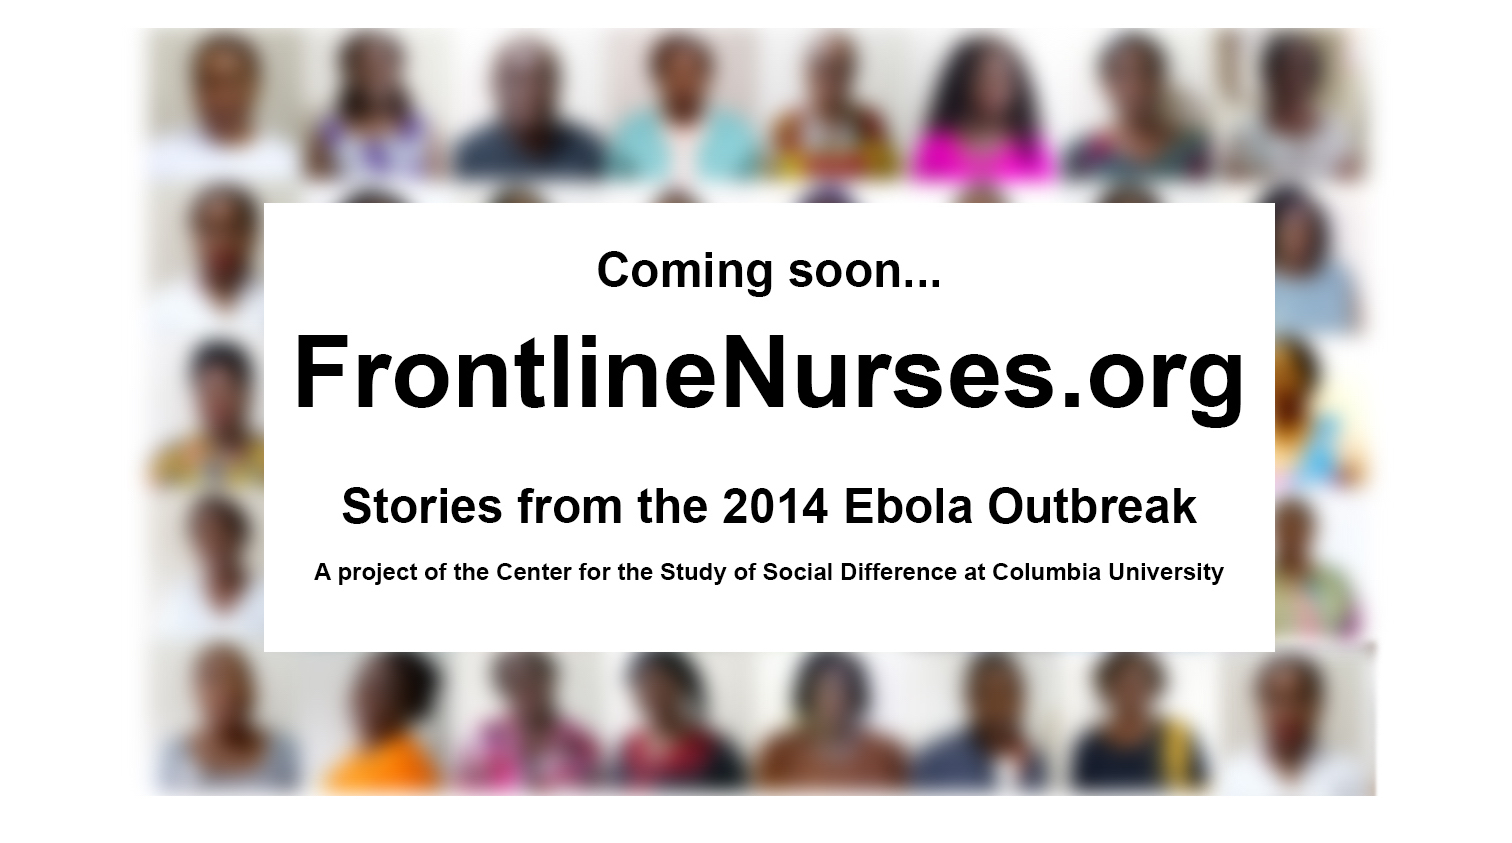 Coming soon...
FrontlineNurses.org
Stories from the 2014 Ebola Outbreak
A project of the Center for the Study of Social Difference at Columbia University